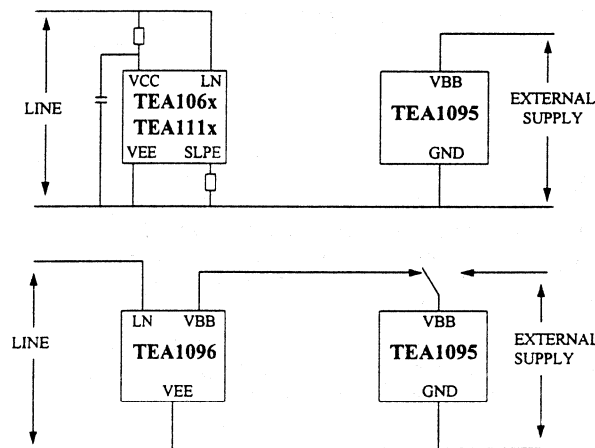 VCC LN
TEA106x
TEA111x
VEE SLPE
LINE
VBB
TEA1095
GND
EXTERNAL
SUPPLY
LN VBB
TEA1096
VEE
LINE
VBB
TEA1095
GND
EXTERNAL
SUPPLY